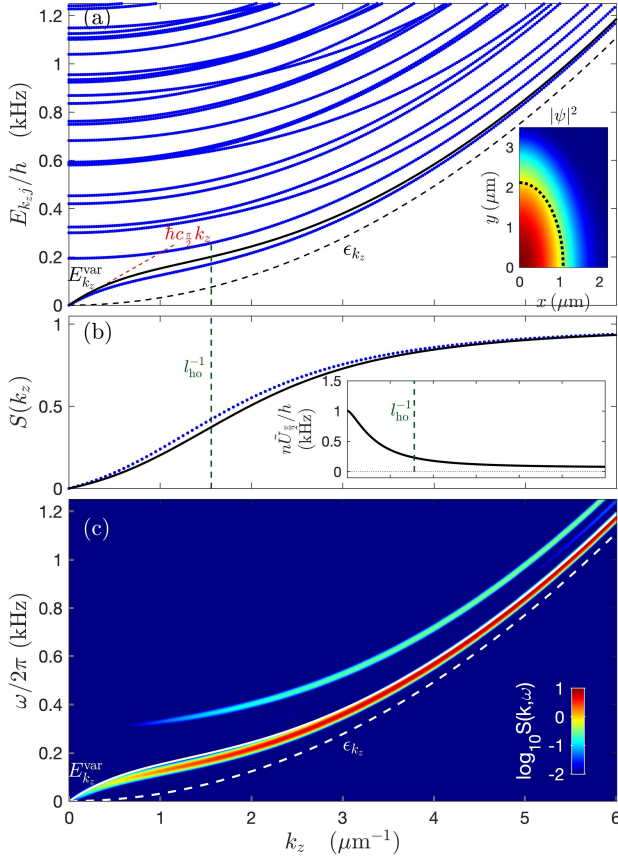 (a)
E_{k_z j}/h (kHz)
1.2
1
0.8
0.6
0.4
0.2
0
ħc_{π/2}k_z
E^{var}_{k_z}
ϵ_{k_z}
|ψ|²
y (μm)
3
2
1
0
0 1 2
x (μm)
(b)
S(k_z)
1
0.5
0
l_{ho}^{-1}
nŨ_{π/2}/h
(kHz)
1
0.5
0
l_{ho}^{-1}
(c)
ω/2π (kHz)
1.2
1
0.8
0.6
0.4
0.2
0
E^{var}_{k_z}
ϵ_{k_z}
log₁₀S(k,ω)
1
0
-1
-2
0 1 2 3 4 5 6
k_z (μm⁻¹)